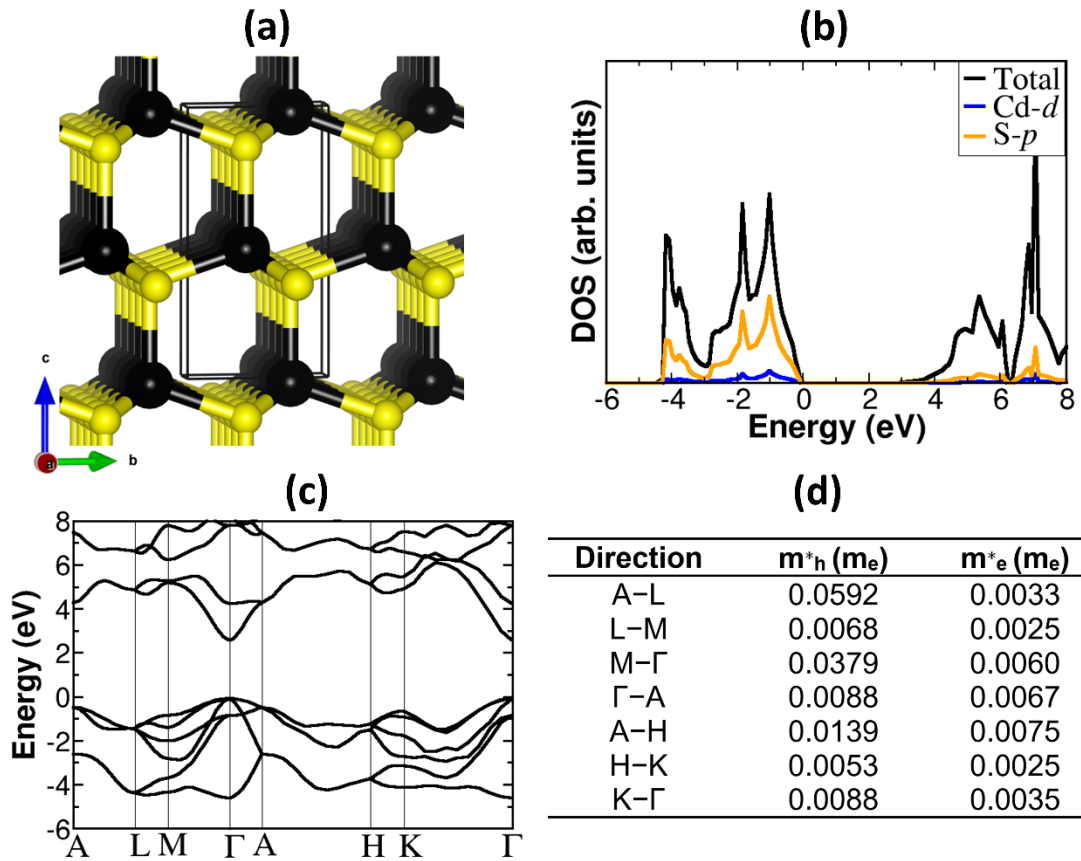 (a)
c
a
b
(b)
Total
Cd-d
S-p
DOS (arb. units)
-6 -4 -2 0 2 4 6 8
Energy (eV)
(c)
8
6
4
2
0
-2
-4
-6
Energy (eV)
A L M Γ A H K Γ
(d)
Direction m*h (me) m*e (me)
A−L 0.0592 0.0033
L−M 0.0068 0.0025
M−Γ 0.0379 0.0060
Γ−A 0.0088 0.0067
A−H 0.0139 0.0075
H−K 0.0053 0.0025
K−Γ 0.0088 0.0035